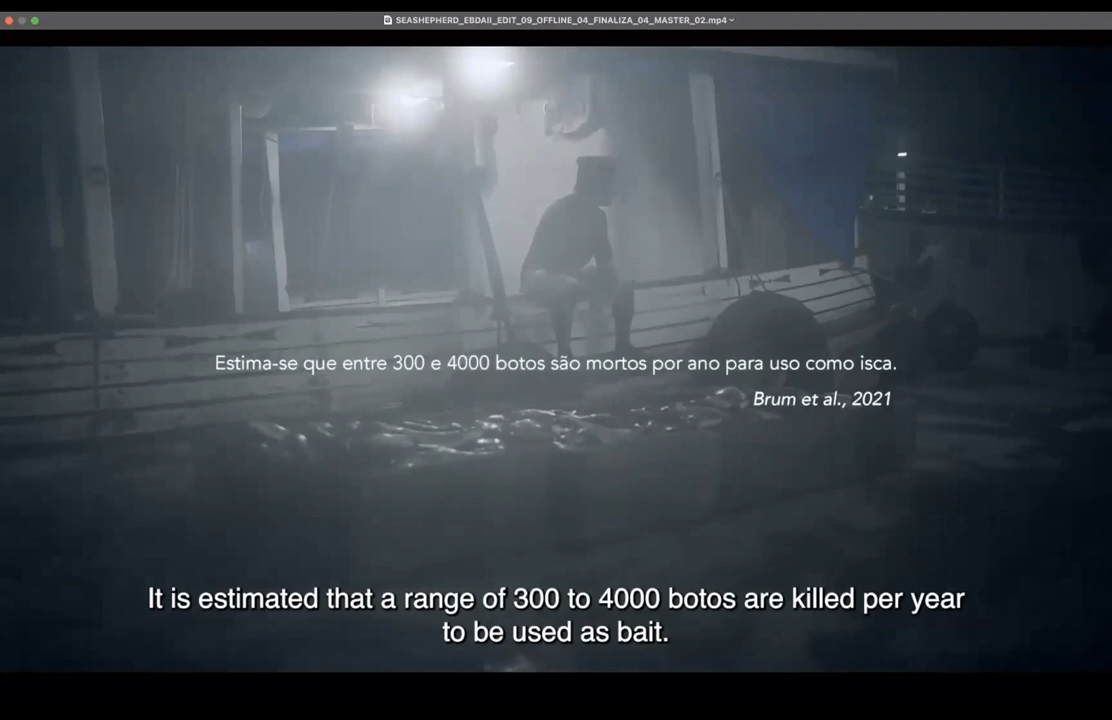 SEASHEPHERD_EBDAII_EDIT_09_OFFLINE_04_FINALIZA_04_MASTER_02.mp4
Estima-se que entre 300 e 4000 botos são mortos por ano para uso como isca.
Brum et al., 2021
It is estimated that a range of 300 to 4000 botos are killed per year
to be used as bait.